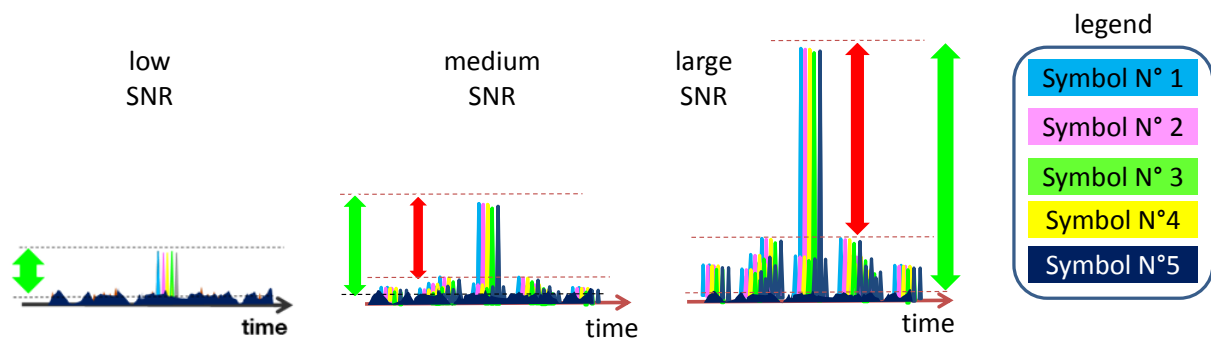 low
SNR
time
medium
SNR
time
large
SNR
time
legend
Symbol N° 1
Symbol N° 2
Symbol N° 3
Symbol N°4
Symbol N°5